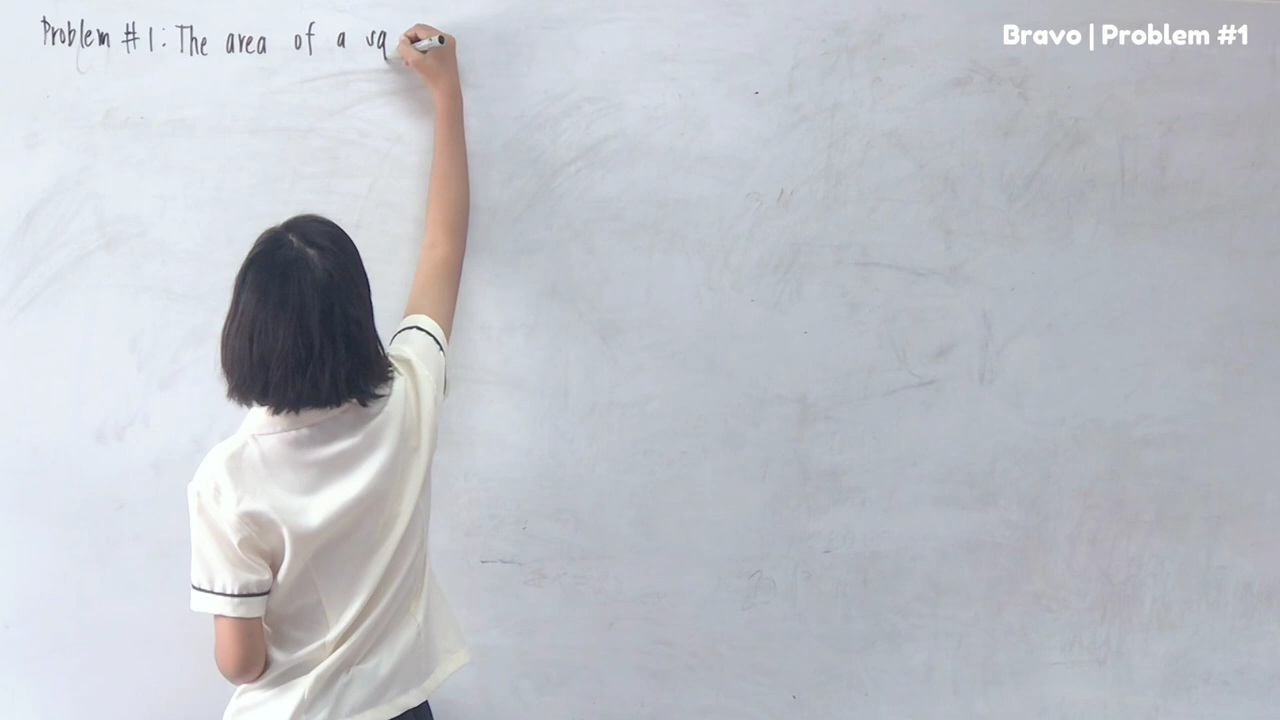 Problem #1: The area of a sq
Bravo | Problem #1